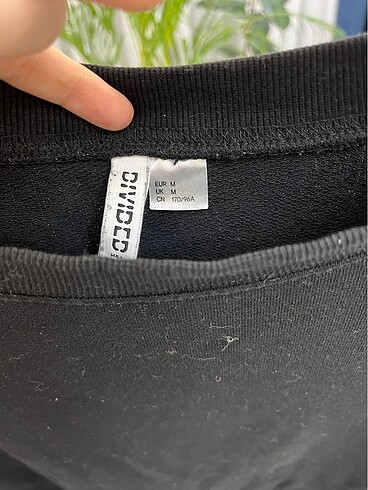 DIVIDED
EUR M
UK M
CN 170/96A